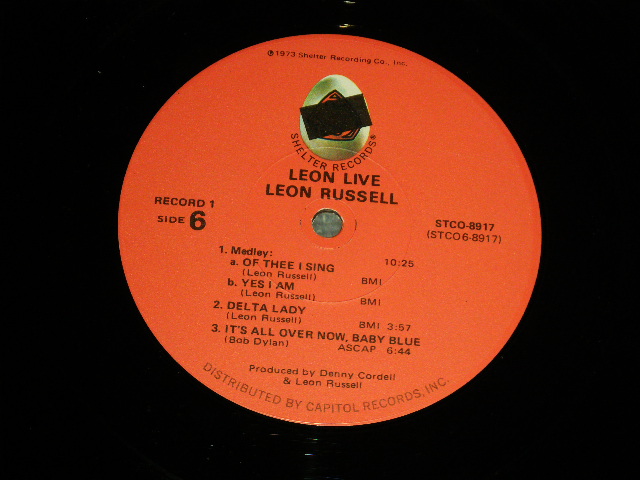 ℗1973 Shelter Recording Co., Inc.
SHELTER RECORDS®
LEON LIVE
LEON RUSSELL
RECORD 1
SIDE 6
STCO-8917
(STCO6-8917)
1. Medley: 10:25
a. OF THEE I SING
(Leon Russell) BMI
b. YES I AM
(Leon Russell) BMI
2. DELTA LADY
(Leon Russell) BMI 3:57
3. IT'S ALL OVER NOW, BABY BLUE
(Bob Dylan) ASCAP 6:44
Produced by Denny Cordell
& Leon Russell
DISTRIBUTED BY CAPITOL RECORDS, INC.